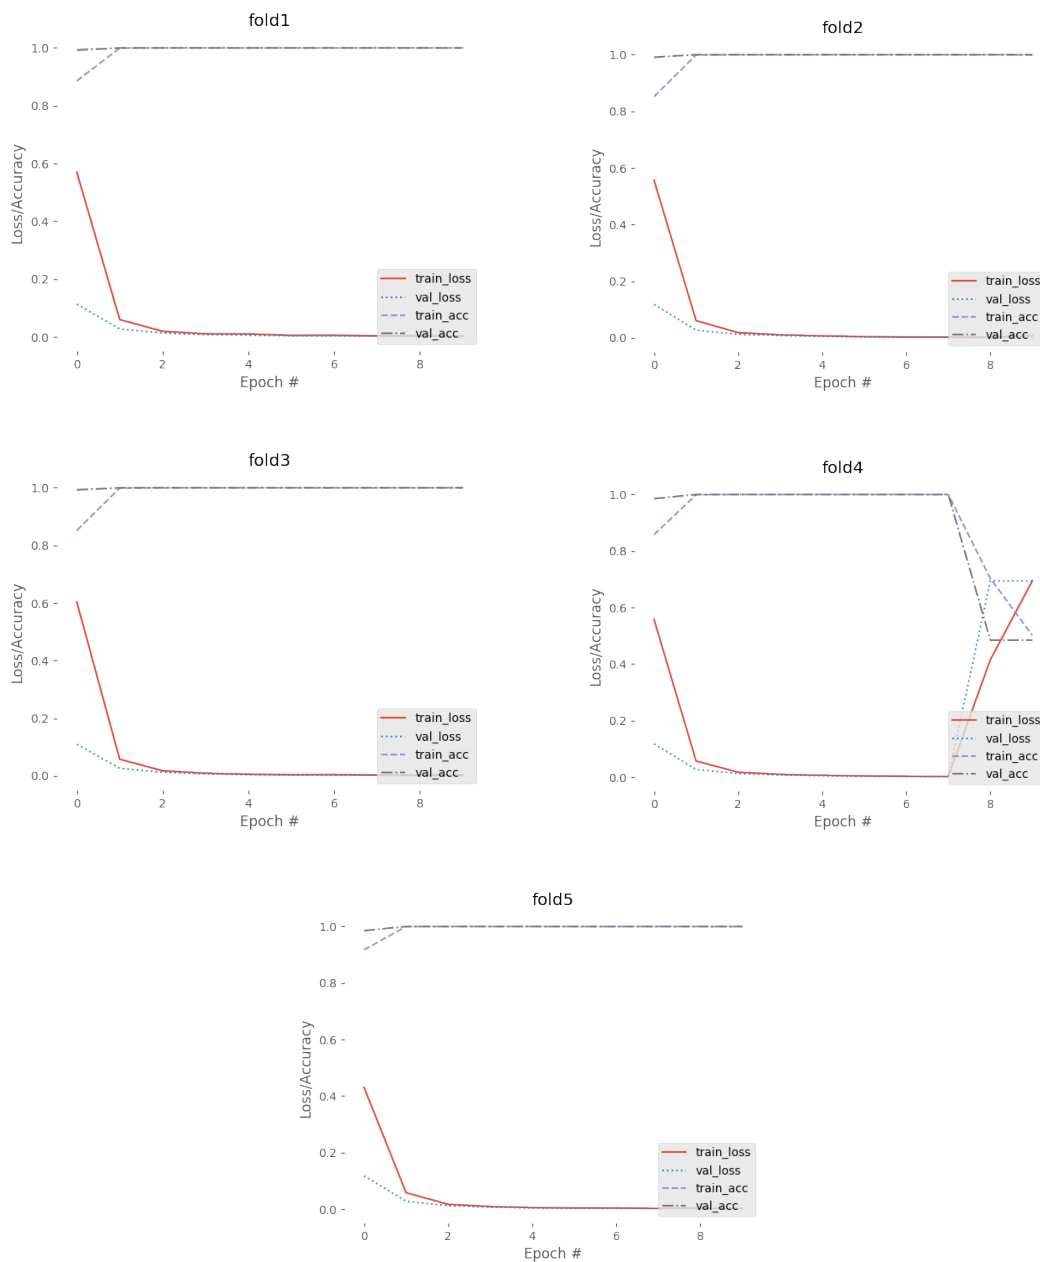 fold1
Loss/Accuracy
1.0
0.8
0.6
0.4
0.2
0.0
train_loss
val_loss
train_acc
val_acc
0 2 4 6 8
Epoch #
fold2
Loss/Accuracy
1.0
0.8
0.6
0.4
0.2
0.0
train_loss
val_loss
train_acc
val_acc
0 2 4 6 8
Epoch #
fold3
Loss/Accuracy
1.0
0.8
0.6
0.4
0.2
0.0
train_loss
val_loss
train_acc
val_acc
0 2 4 6 8
Epoch #
fold4
Loss/Accuracy
1.0
0.8
0.6
0.4
0.2
0.0
train_loss
val_loss
train_acc
val_acc
0 2 4 6 8
Epoch #
fold5
Loss/Accuracy
1.0
0.8
0.6
0.4
0.2
0.0
train_loss
val_loss
train_acc
val_acc
0 2 4 6 8
Epoch #